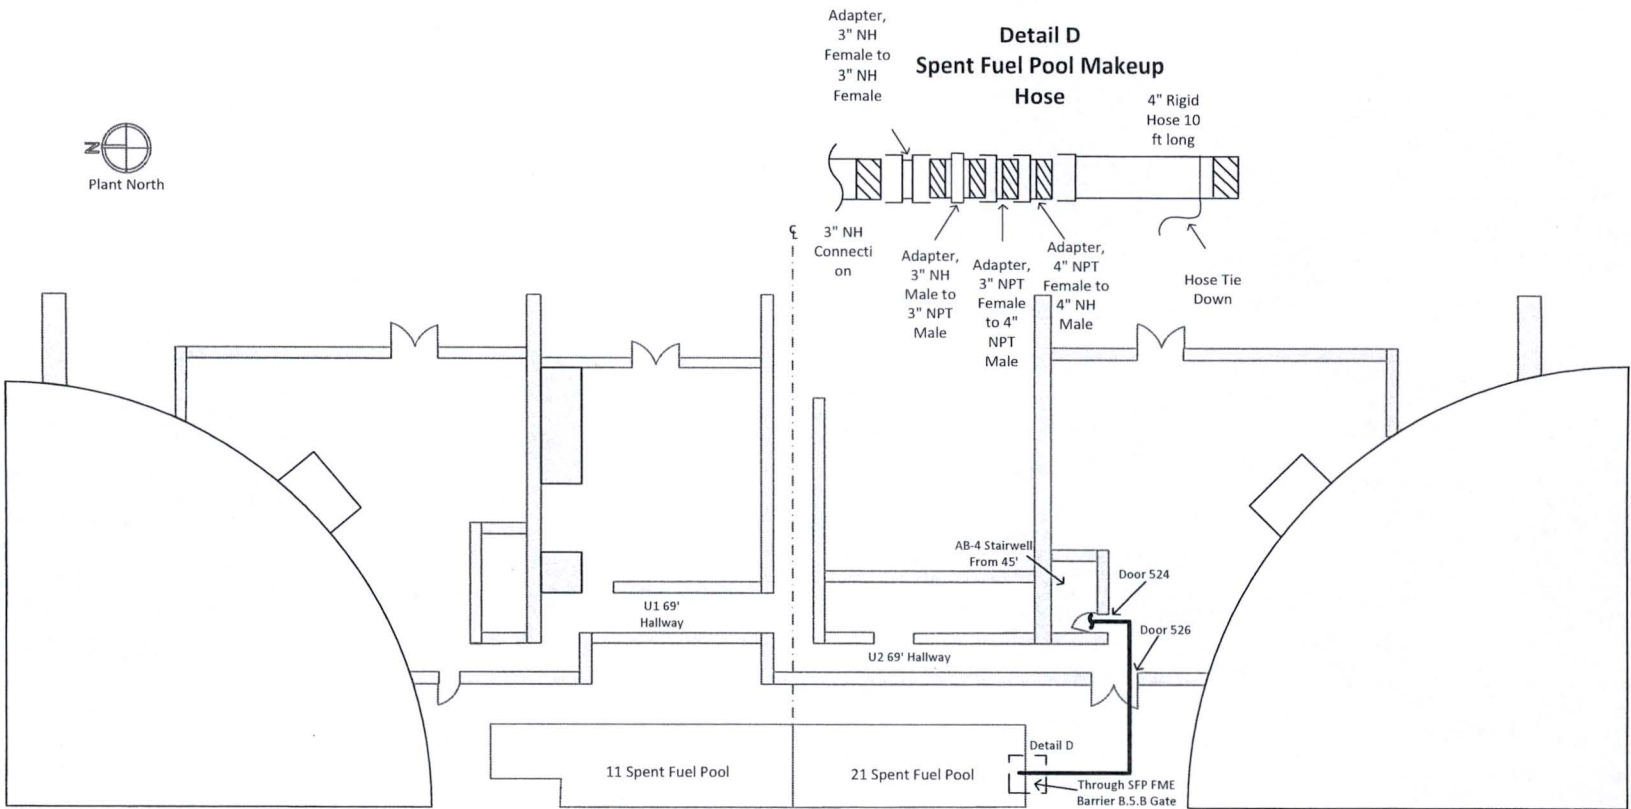 Adapter,
3" NH
Female to
3" NH
Female
Detail D
Spent Fuel Pool Makeup
Hose
4" Rigid
Hose 10
ft long
N
Plant North
℄
3" NH
Connecti
on
Adapter,
3" NH
Male to
3" NPT
Male
Adapter,
3" NPT
Female
to 4"
NPT
Male
Adapter,
4" NPT
Female to
4" NH
Male
Hose Tie
Down
AB-4 Stairwell
From 45'
Door 524
U1 69'
Hallway
Door 526
U2 69' Hallway
Detail D
11 Spent Fuel Pool
21 Spent Fuel Pool
Through SFP FME
Barrier B.5.B Gate